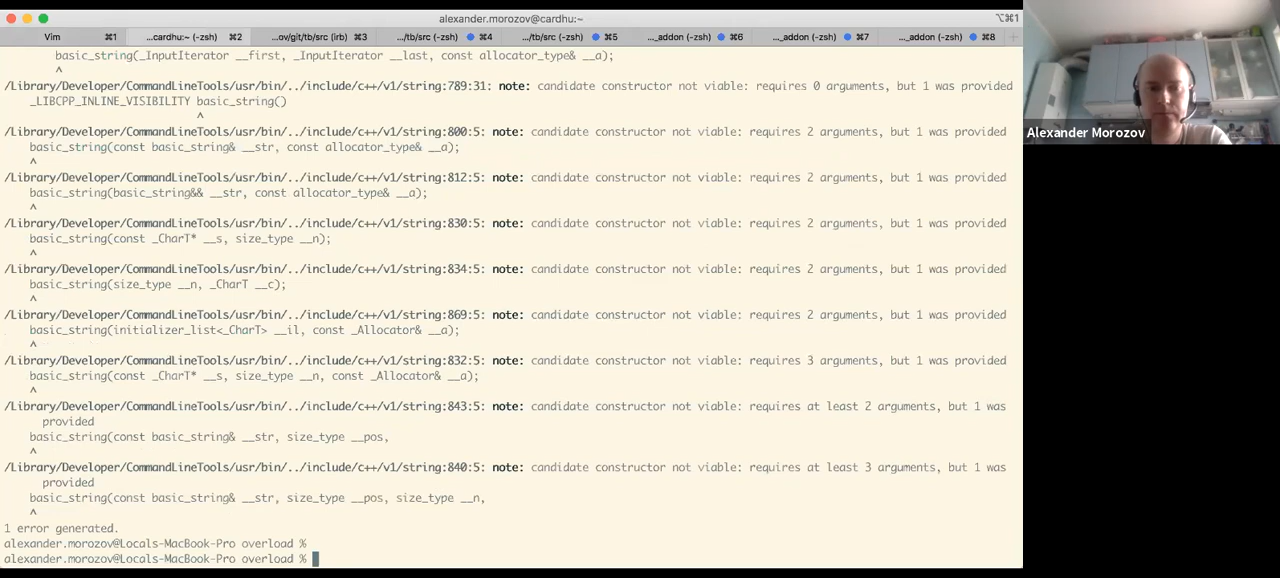 alexander.morozov@cardhu:~
⌥⌘1
Vim ⌘1 ...cardhu:~ (-zsh) ⌘2 ...ov/git/tb/src (irb) ⌘3 .../tb/src (-zsh) ⌘4 .../tb/src (-zsh) ⌘5 ..._addon (-zsh) ⌘6 ..._addon (-zsh) ⌘7 ..._addon (-zsh) ⌘8
basic_string(_InputIterator __first, _InputIterator __last, const allocator_type& __a);
^
/Library/Developer/CommandLineTools/usr/bin/../include/c++/v1/string:789:31: note: candidate constructor not viable: requires 0 arguments, but 1 was provided
_LIBCPP_INLINE_VISIBILITY basic_string()
^
/Library/Developer/CommandLineTools/usr/bin/../include/c++/v1/string:800:5: note: candidate constructor not viable: requires 2 arguments, but 1 was provided
basic_string(const basic_string& __str, const allocator_type& __a);
^
/Library/Developer/CommandLineTools/usr/bin/../include/c++/v1/string:812:5: note: candidate constructor not viable: requires 2 arguments, but 1 was provided
basic_string(basic_string&& __str, const allocator_type& __a);
^
/Library/Developer/CommandLineTools/usr/bin/../include/c++/v1/string:830:5: note: candidate constructor not viable: requires 2 arguments, but 1 was provided
basic_string(const _CharT* __s, size_type __n);
^
/Library/Developer/CommandLineTools/usr/bin/../include/c++/v1/string:834:5: note: candidate constructor not viable: requires 2 arguments, but 1 was provided
basic_string(size_type __n, _CharT __c);
^
/Library/Developer/CommandLineTools/usr/bin/../include/c++/v1/string:869:5: note: candidate constructor not viable: requires 2 arguments, but 1 was provided
basic_string(initializer_list<_CharT> __il, const _Allocator& __a);
^
/Library/Developer/CommandLineTools/usr/bin/../include/c++/v1/string:832:5: note: candidate constructor not viable: requires 3 arguments, but 1 was provided
basic_string(const _CharT* __s, size_type __n, const _Allocator& __a);
^
/Library/Developer/CommandLineTools/usr/bin/../include/c++/v1/string:843:5: note: candidate constructor not viable: requires at least 2 arguments, but 1 was
provided
basic_string(const basic_string& __str, size_type __pos,
^
/Library/Developer/CommandLineTools/usr/bin/../include/c++/v1/string:840:5: note: candidate constructor not viable: requires at least 3 arguments, but 1 was
provided
basic_string(const basic_string& __str, size_type __pos, size_type __n,
^
1 error generated.
alexander.morozov@Locals-MacBook-Pro overload %
alexander.morozov@Locals-MacBook-Pro overload %
Alexander Morozov